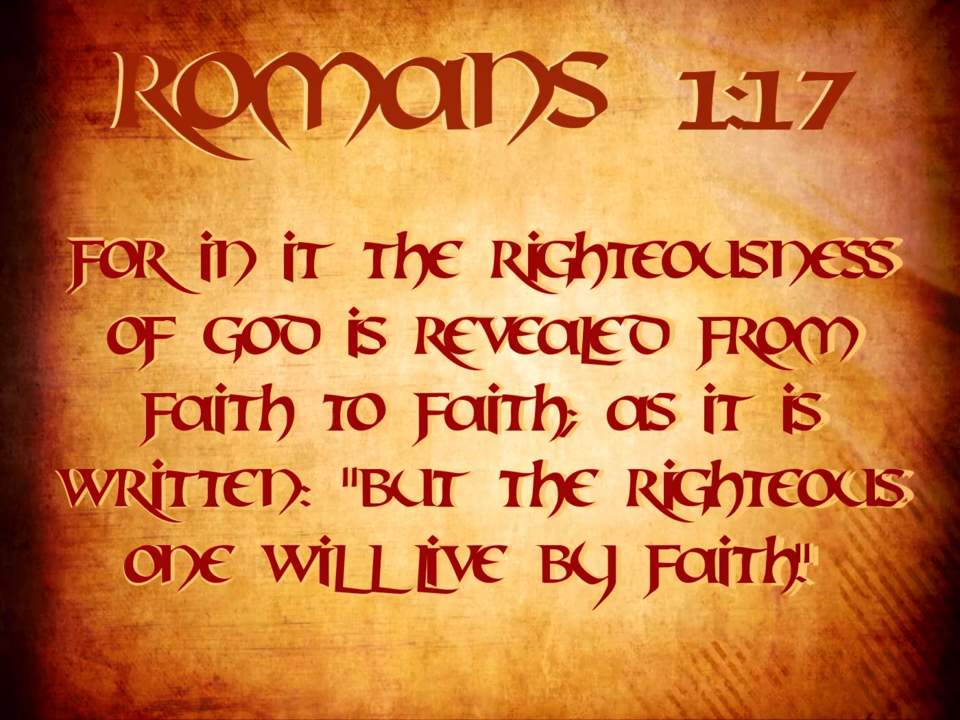 Romans 1:17
For in it the righteousness
of God is revealed from
faith to faith; as it is
written: "But the righteous
one will live by faith."